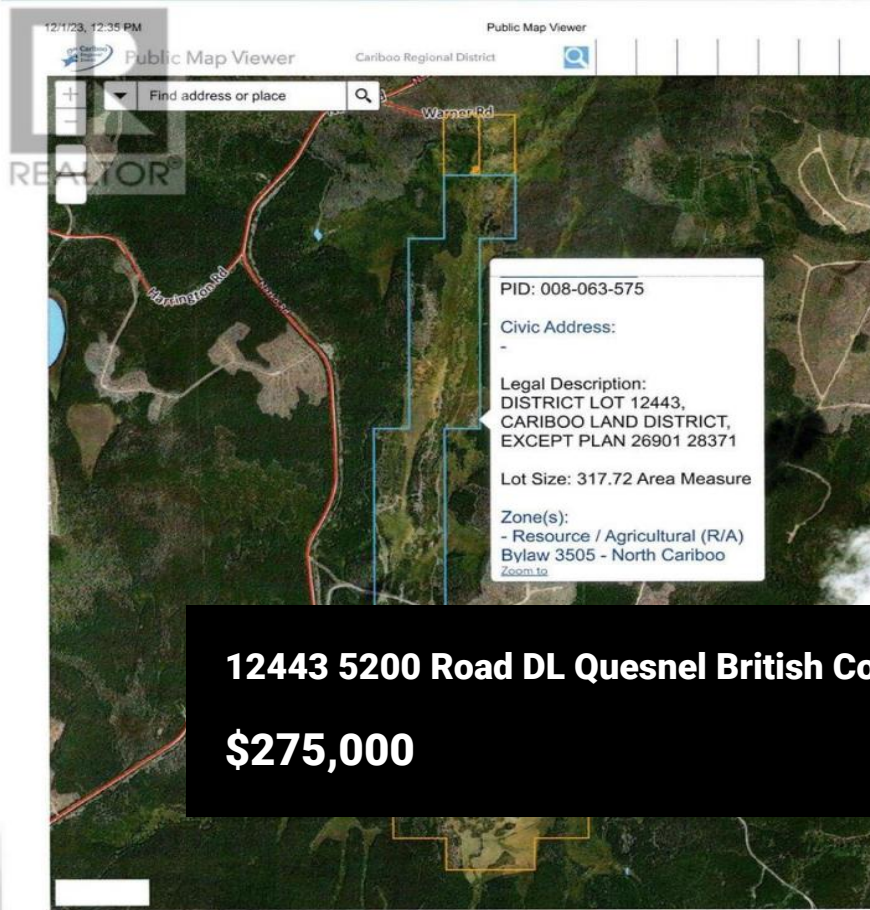 12/1/23, 12:35 PM
Public Map Viewer
Cariboo
Public Map Viewer
Cariboo Regional District
REALTOR®
Find address or place
Warner Rd
Harrington Rd
PID: 008-063-575
Civic Address:
-
Legal Description:
DISTRICT LOT 12443,
CARIBOO LAND DISTRICT,
EXCEPT PLAN 26901 28371
Lot Size: 317.72 Area Measure
Zone(s):
- Resource / Agricultural (R/A)
Bylaw 3505 - North Cariboo
Zoom to
12443 5200 Road DL Quesnel British Co
$275,000